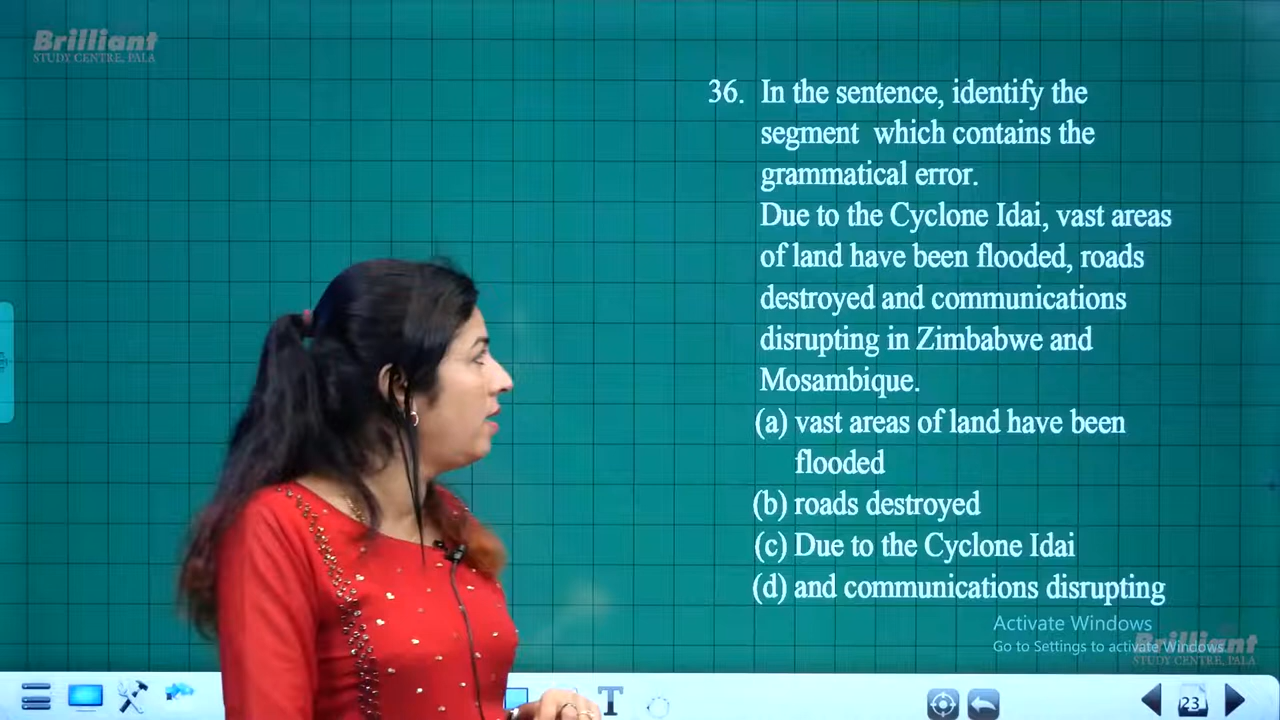 Brilliant
STUDY CENTRE, PALA
36. In the sentence, identify the
segment which contains the
grammatical error.
Due to the Cyclone Idai, vast areas
of land have been flooded, roads
destroyed and communications
disrupting in Zimbabwe and
Mosambique.
(a) vast areas of land have been
flooded
(b) roads destroyed
(c) Due to the Cyclone Idai
(d) and communications disrupting
Activate Windows
Go to Settings to activate Windows.
Brilliant
STUDY CENTRE, PALA
T
23